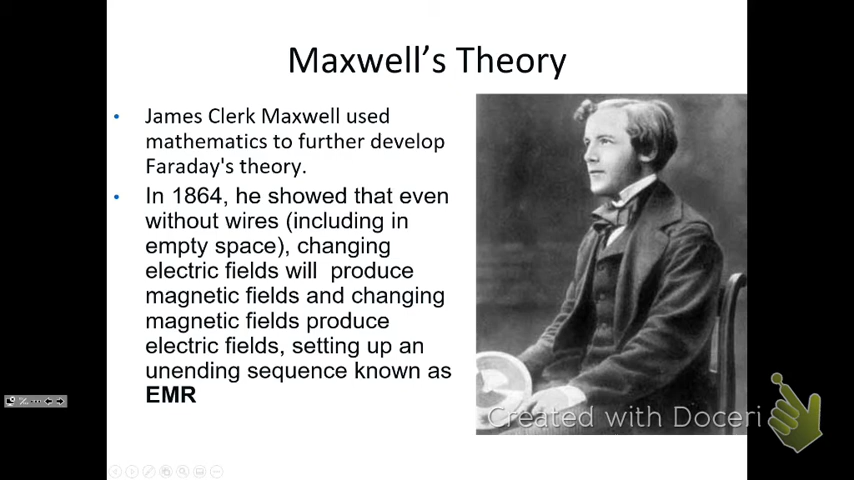 Maxwell's Theory
• James Clerk Maxwell used
mathematics to further develop
Faraday's theory.
• In 1864, he showed that even
without wires (including in
empty space), changing
electric fields will produce
magnetic fields and changing
magnetic fields produce
electric fields, setting up an
unending sequence known as
EMR
Created with Doceri